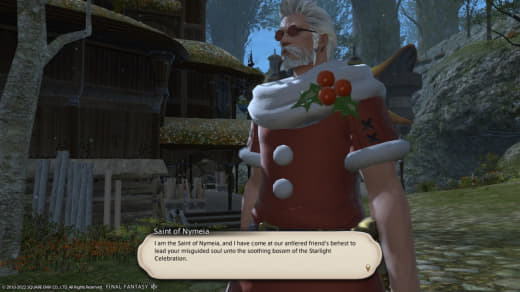 Saint of Nymeia
I am the Saint of Nymeia, and I have come at our antlered friend's behest to
lead your misguided soul unto the soothing bosom of the Starlight
Celebration.
© 2010-2022 SQUARE ENIX CO., LTD. All Rights Reserved. FINAL FANTASY XIV